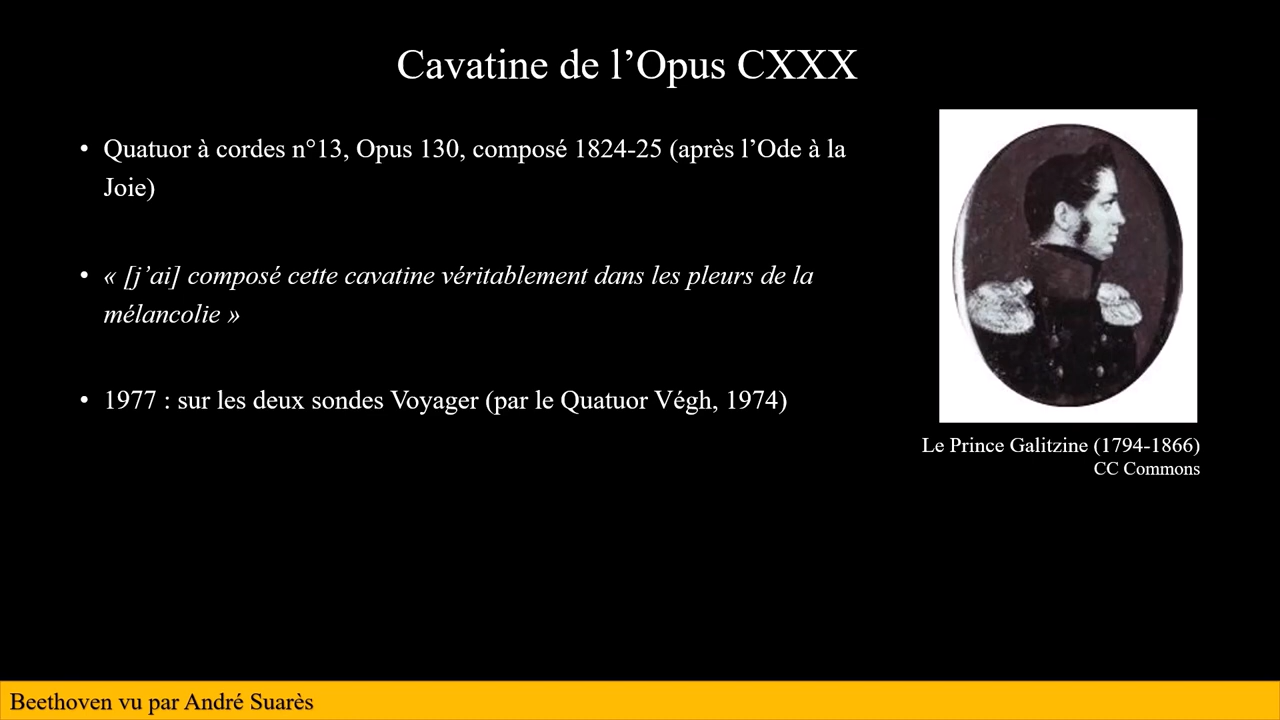 Cavatine de l’Opus CXXX
• Quatuor à cordes n°13, Opus 130, composé 1824-25 (après l’Ode à la
Joie)
• « [j’ai] composé cette cavatine véritablement dans les pleurs de la
mélancolie »
• 1977 : sur les deux sondes Voyager (par le Quatuor Végh, 1974)
Le Prince Galitzine (1794-1866)
CC Commons
Beethoven vu par André Suarès